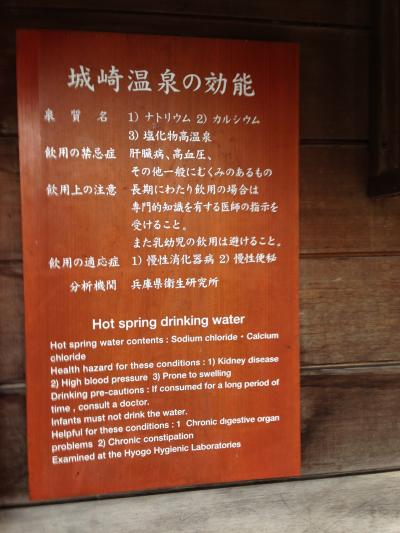 城崎温泉の効能
泉質名 1) ナトリウム 2) カルシウム
3) 塩化物高温泉
飲用の禁忌症 肝臓病、高血圧、
その他一般にむくみのあるもの
飲用上の注意 長期にわたり飲用の場合は
専門的知識を有する医師の指示を
受けること。
また乳幼児の飲用は避けること。
飲用の適応症 1) 慢性消化器病 2) 慢性便秘
分析機関 兵庫県衛生研究所
Hot spring drinking water
Hot spring water contents : Sodium chloride・Calcium
chloride
Health hazard for these conditions : 1) Kidney disease
2) High blood pressure 3) Prone to swelling
Drinking pre-cautions : If consumed for a long period of
time , consult a doctor.
Infants must not drink the water.
Helpful for these conditions : 1 Chronic digestive organ
problems 2) Chronic constipation
Examined at the Hyogo Hygienic Laboratories